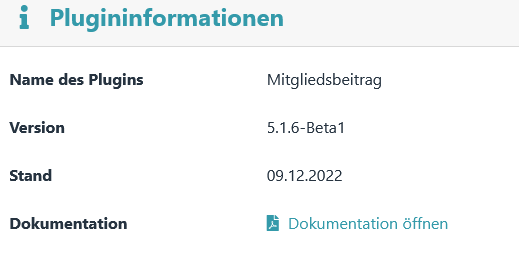 Plugininformationen
Name des Plugins Mitgliedsbeitrag
Version 5.1.6-Beta1
Stand 09.12.2022
Dokumentation Dokumentation öffnen